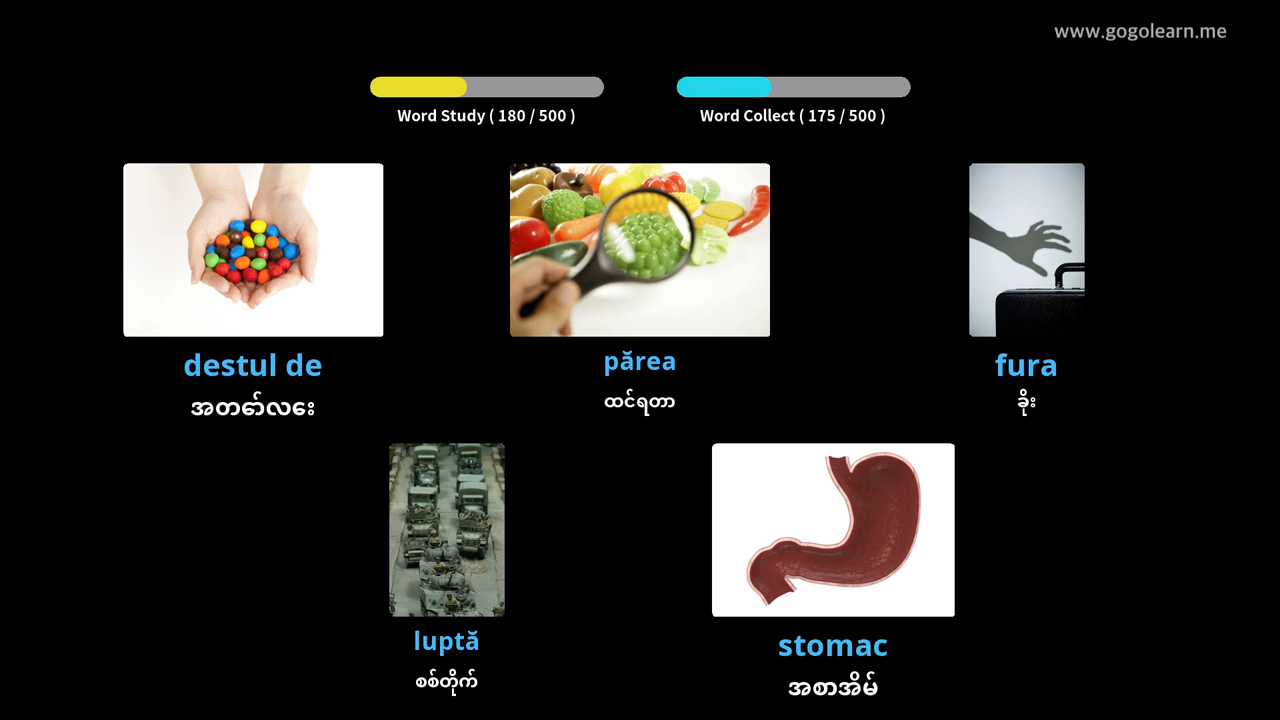 www.gogolearn.me
Word Study ( 180 / 500 )
Word Collect ( 175 / 500 )
destul de
အတော်လေး
părea
ထင်ရတာ
fura
ခိုး
luptă
စစ်တိုက်
stomac
အစာအိမ်